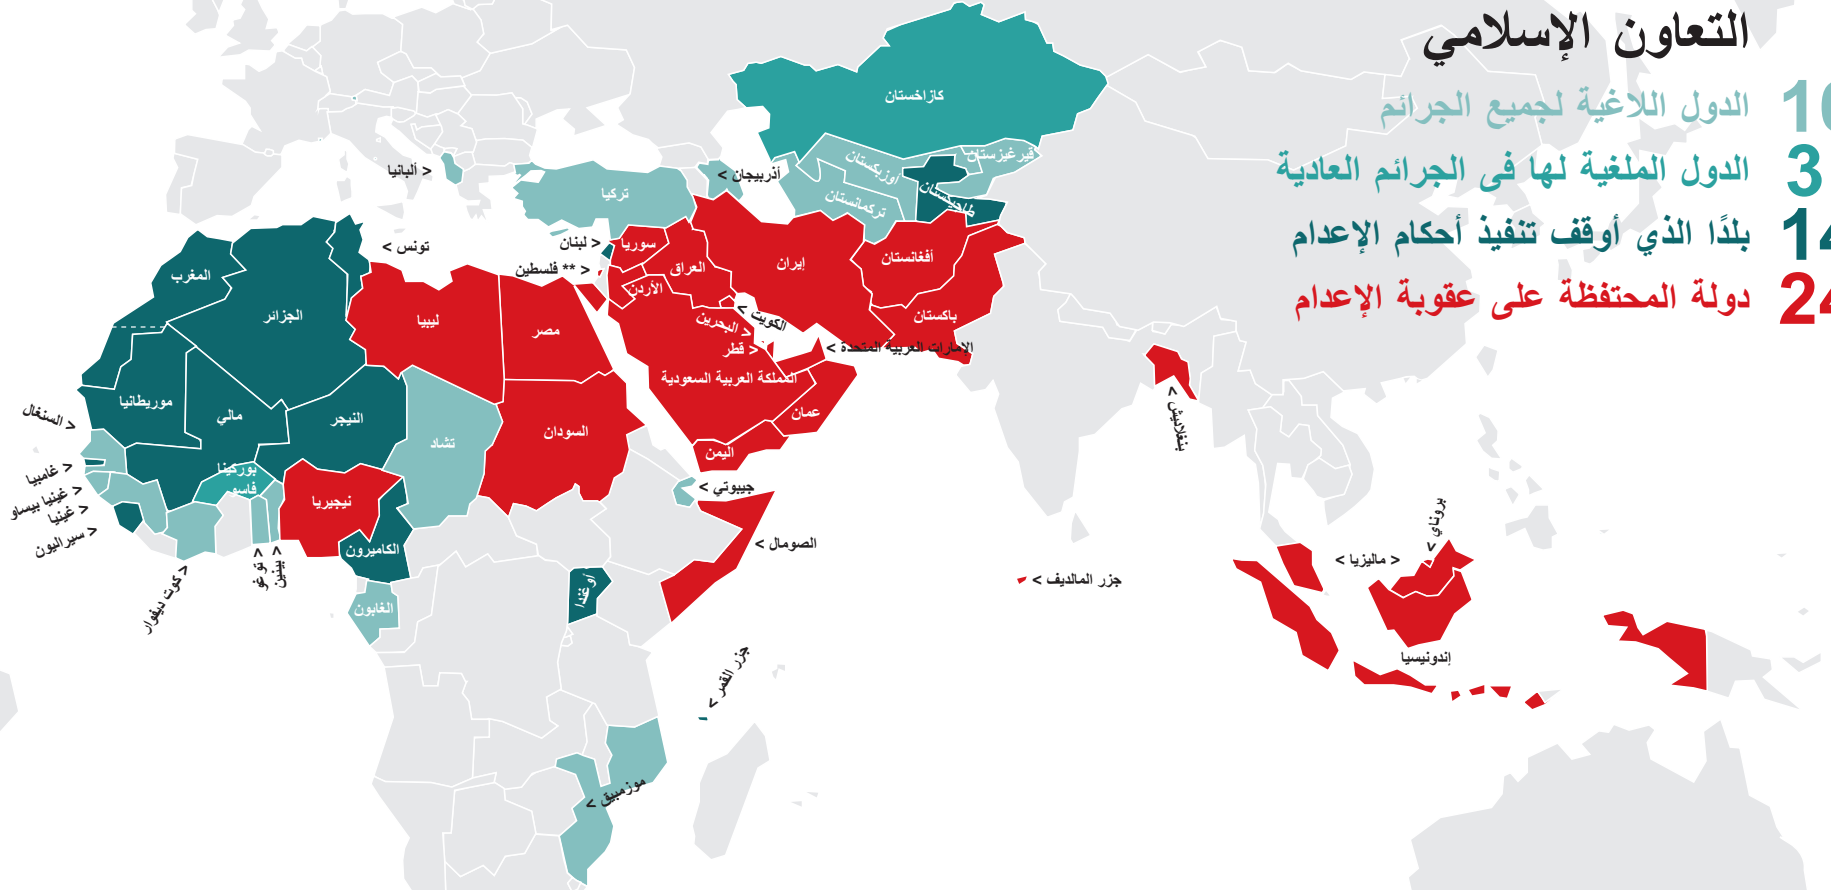 التعاون الإسلامي
الدول اللاغية لجميع الجرائم
3 الدول الملغية لها فى الجرائم العادية
14 بلدًا الذي أوقف تنفيذ أحكام الإعدام
24 دولة المحتفظة على عقوبة الإعدام
كازاخستان
قيرغيزستان
أوزبكستان
تركمانستان
طاجيكستان
أذربيجان >
< ألبانيا
تركيا
تونس >
< لبنان
سوريا
< ** فلسطين
العراق
الأردن
إيران
أفغانستان
باكستان
المغرب
الجزائر
ليبيا
مصر
الكويت >
< البحرين
< قطر
الإمارات العربية المتحدة >
المملكة العربية السعودية
عمان
اليمن
موريطانيا
مالي
النيجر
تشاد
السودان
بنغلاديش >
< السنغال
< غامبيا
< غينيا بيساو
< غينيا
< سيراليون
بوركينا
فاسو
نيجيريا
جيبوتي >
الصومال >
< كوت ديفوار
< توغو
< بينين
الكاميرون
الغابون
أوغندا
جزر المالديف >
< ماليزيا >
بروناي >
إندونيسيا
جزر القمر >
موزمبيق >